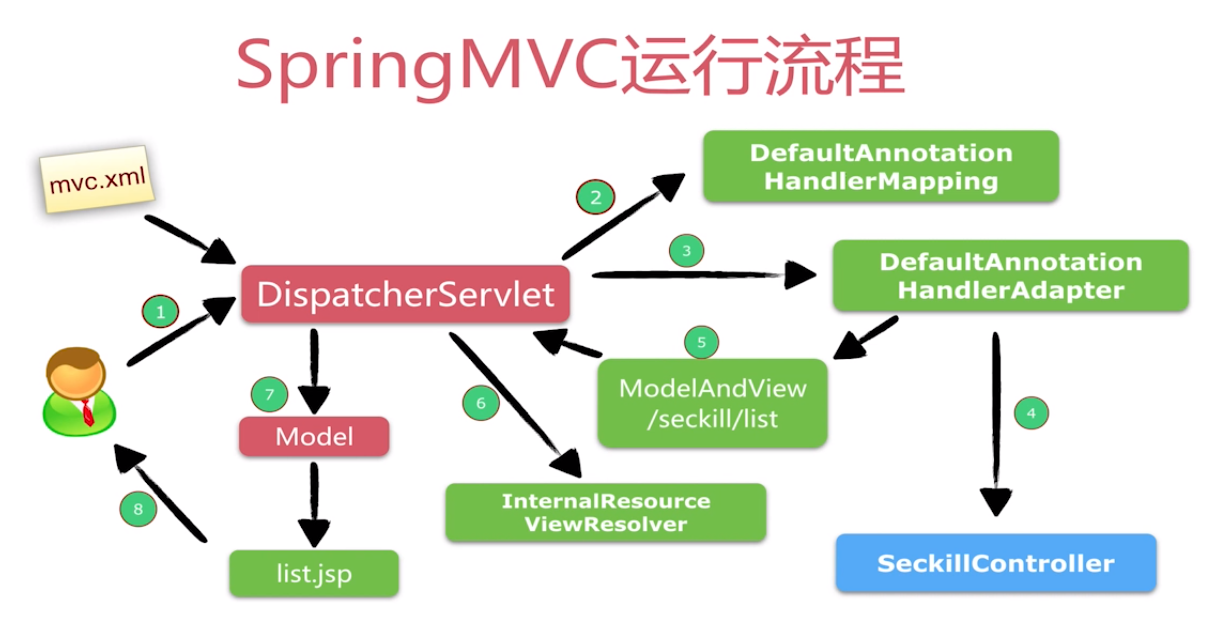 SpringMVC运行流程
mvc.xml
DefaultAnnotation
HandlerMapping
2
3
DefaultAnnotation
HandlerAdapter
DispatcherServlet
1
5
ModelAndView
/seckill/list
7
6
4
Model
InternalResource
ViewResolver
8
list.jsp
SeckillController